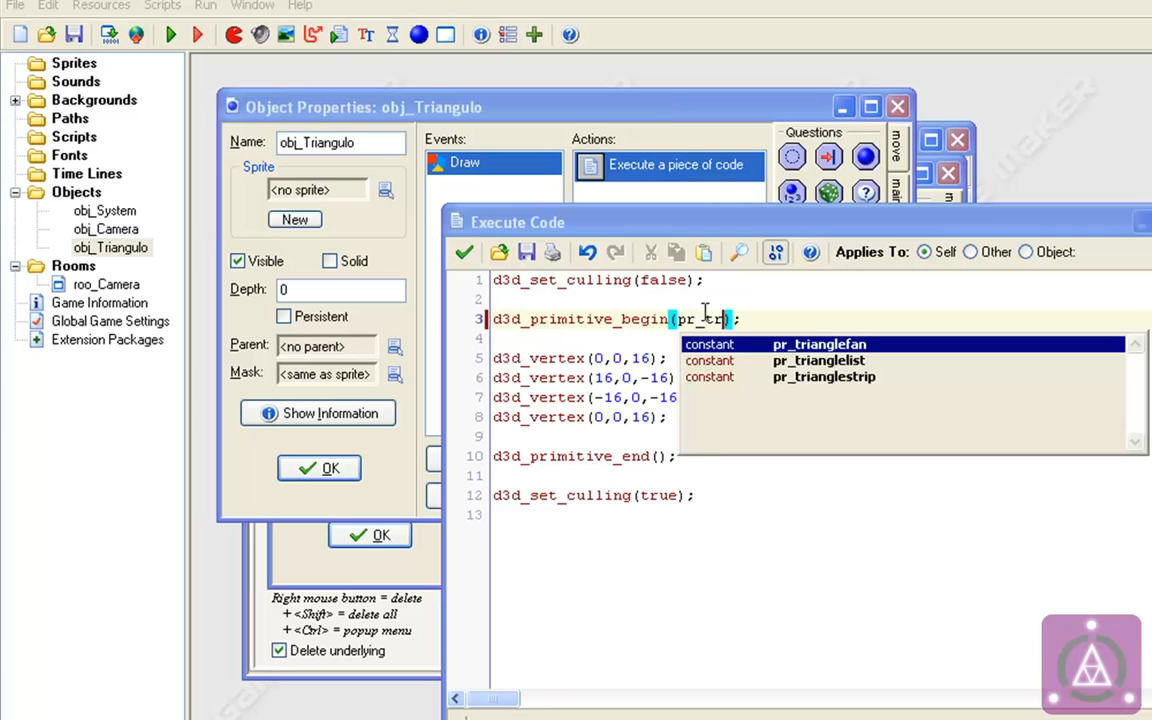 File Edit Resources Scripts Run Window Help
Sprites
Sounds
Backgrounds
Paths
Scripts
Fonts
Time Lines
Objects
obj_System
obj_Camera
obj_Triangulo
Rooms
roo_Camera
Game Information
Global Game Settings
Extension Packages
Object Properties: obj_Triangulo
Name: obj_Triangulo
Sprite
<no sprite>
New
Visible Solid
Depth: 0
Persistent
Parent: <no parent>
Mask: <same as sprite>
Show Information
OK
Events:
Draw
Actions:
Execute a piece of code
Questions
move
OK
Right mouse button = delete
+<Shift> = delete all
+<Ctrl> = popup menu
Delete underlying
Execute Code
Applies To: Self Other Object:
1 d3d_set_culling(false);
2
3 d3d_primitive_begin(pr_tr);
4
5 d3d_vertex(0,0,16);
6 d3d_vertex(16,0,-16)
7 d3d_vertex(-16,0,-16
8 d3d_vertex(0,0,16);
9
10 d3d_primitive_end();
11
12 d3d_set_culling(true);
13
constant pr_trianglefan
constant pr_trianglelist
constant pr_trianglestrip